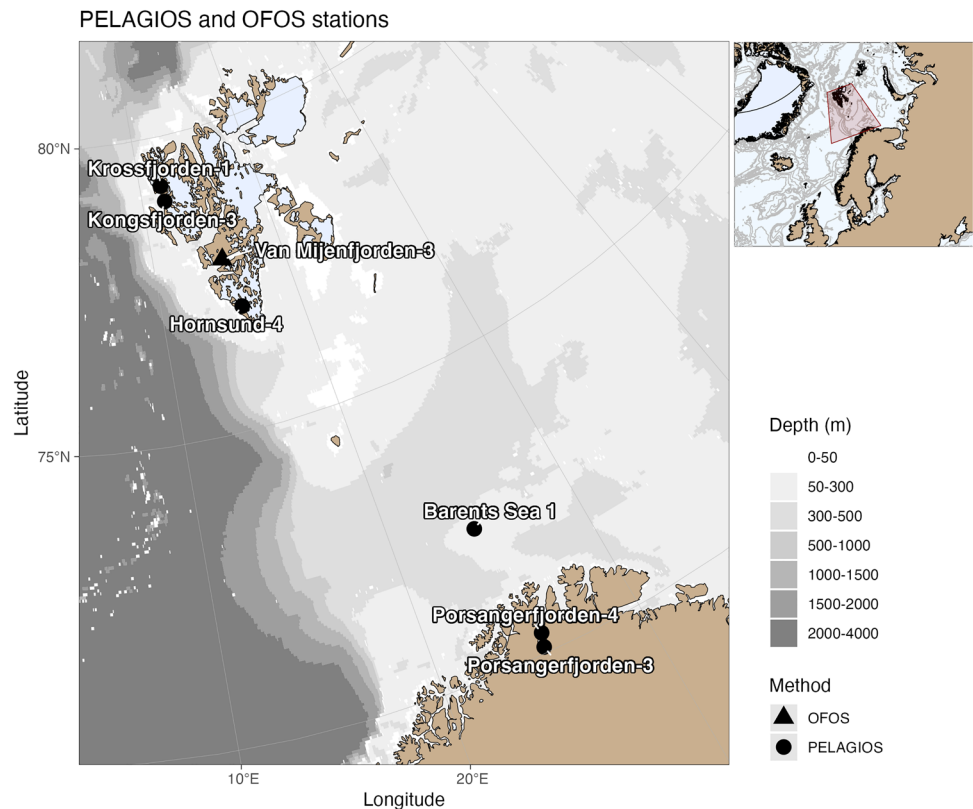 PELAGIOS and OFOS stations
80°N
Krossfjorden-1
Kongsfjorden-3
Van Mijenfjorden-3
Hornsund-4
Latitude
75°N
Barents Sea 1
Porsangerfjorden-4
Porsangerfjorden-3
10°E
20°E
Longitude
Depth (m)
0-50
50-300
300-500
500-1000
1000-1500
1500-2000
2000-4000
Method
OFOS
PELAGIOS